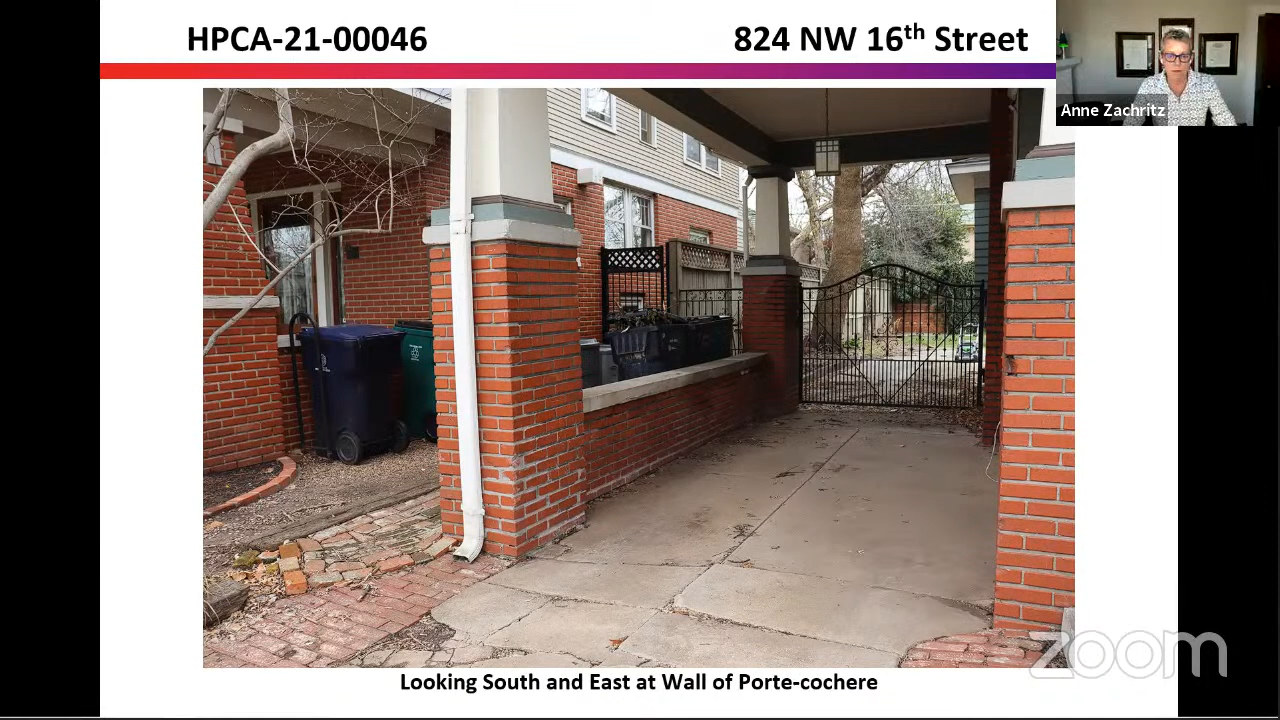 HPCA-21-00046
824 NW 16th Street
Anne Zachritz
zoom
Looking South and East at Wall of Porte-cochere